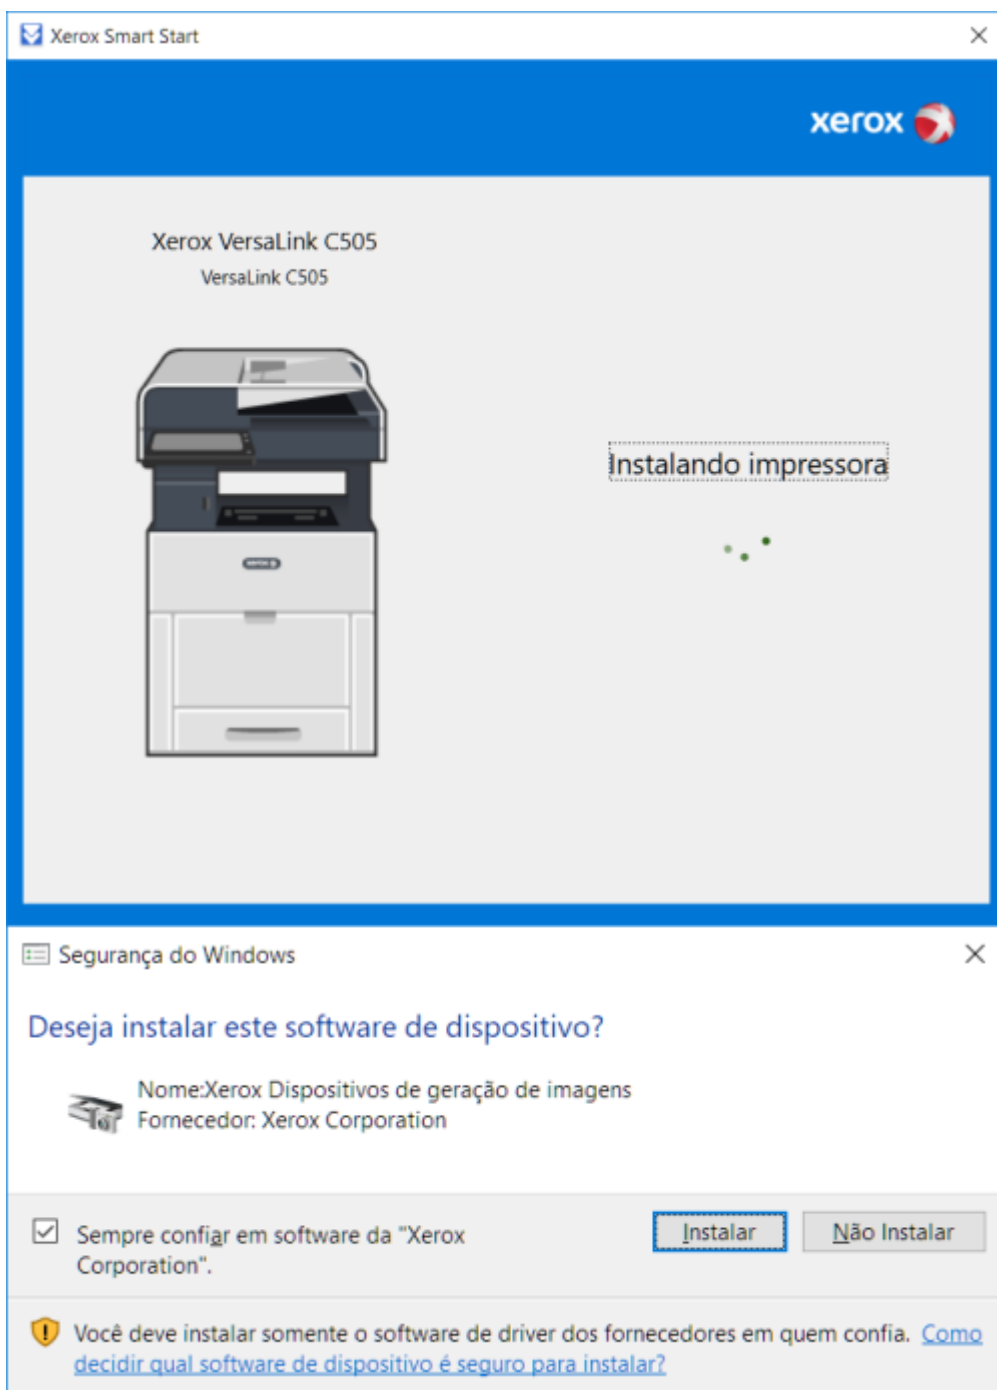 Xerox Smart Start
xerox
Xerox VersaLink C505
VersaLink C505
Instalando impressora
Segurança do Windows
Deseja instalar este software de dispositivo?
Nome:Xerox Dispositivos de geração de imagens
Fornecedor: Xerox Corporation
Sempre confiar em software da "Xerox
Corporation".
Instalar
Não Instalar
Você deve instalar somente o software de driver dos fornecedores em quem confia. Como
decidir qual software de dispositivo é seguro para instalar?